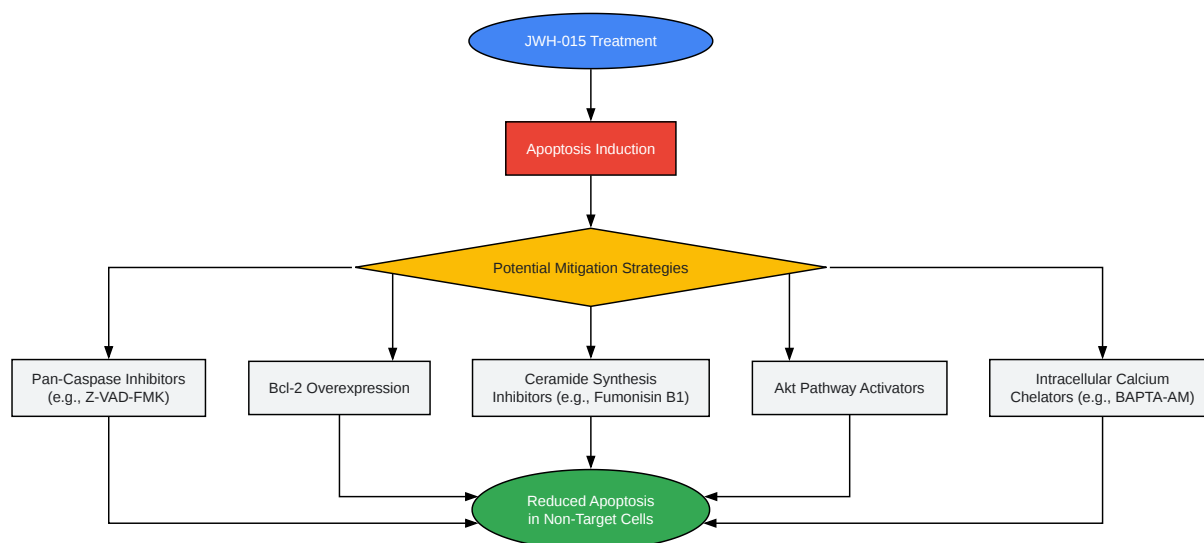 JWH-015 Treatment
Apoptosis Induction
Potential Mitigation Strategies
Pan-Caspase Inhibitors
(e.g., Z-VAD-FMK)
Bcl-2 Overexpression
Ceramide Synthesis
Inhibitors (e.g., Fumonisin B1)
Akt Pathway Activators
Intracellular Calcium
Chelators (e.g., BAPTA-AM)
Reduced Apoptosis
in Non-Target Cells